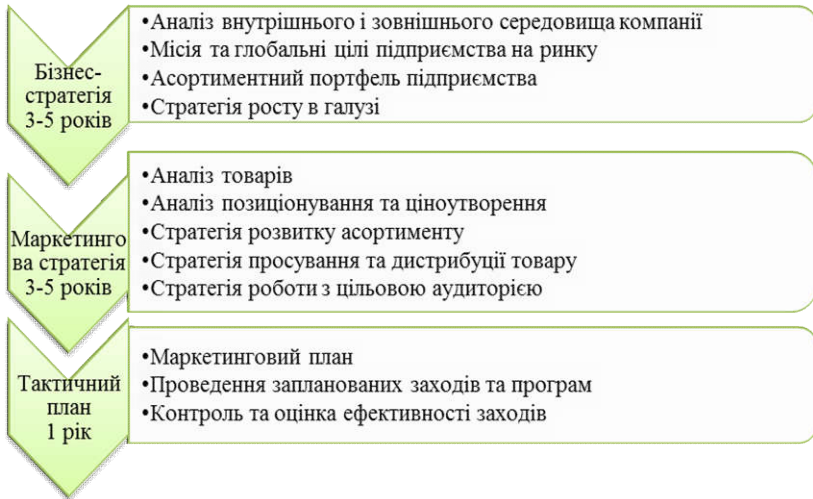 Бізнес-
стратегія
3-5 років
•Аналіз внутрішнього і зовнішнього середовища компанії
•Місія та глобальні цілі підприємства на ринку
•Асортиментний портфель підприємства
•Стратегія росту в галузі
Маркетинго
ва стратегія
3-5 років
•Аналіз товарів
•Аналіз позиціонування та ціноутворення
•Стратегія розвитку асортименту
•Стратегія просування та дистрибуції товару
•Стратегія роботи з цільовою аудиторією
Тактичний
план
1 рік
•Маркетинговий план
•Проведення запланованих заходів та програм
•Контроль та оцінка ефективності заходів